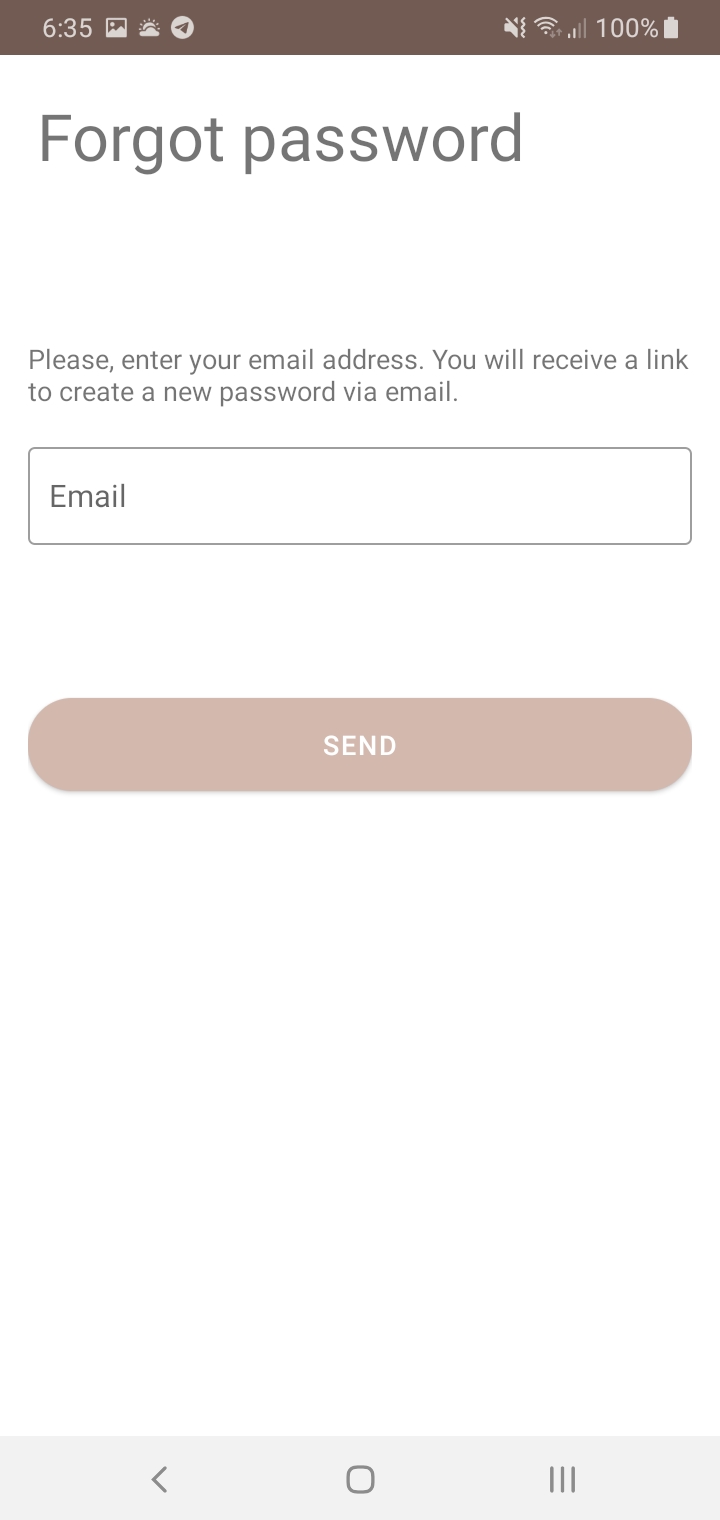 6:35 100%
Forgot password
Please, enter your email address. You will receive a link
to create a new password via email.
Email
SEND